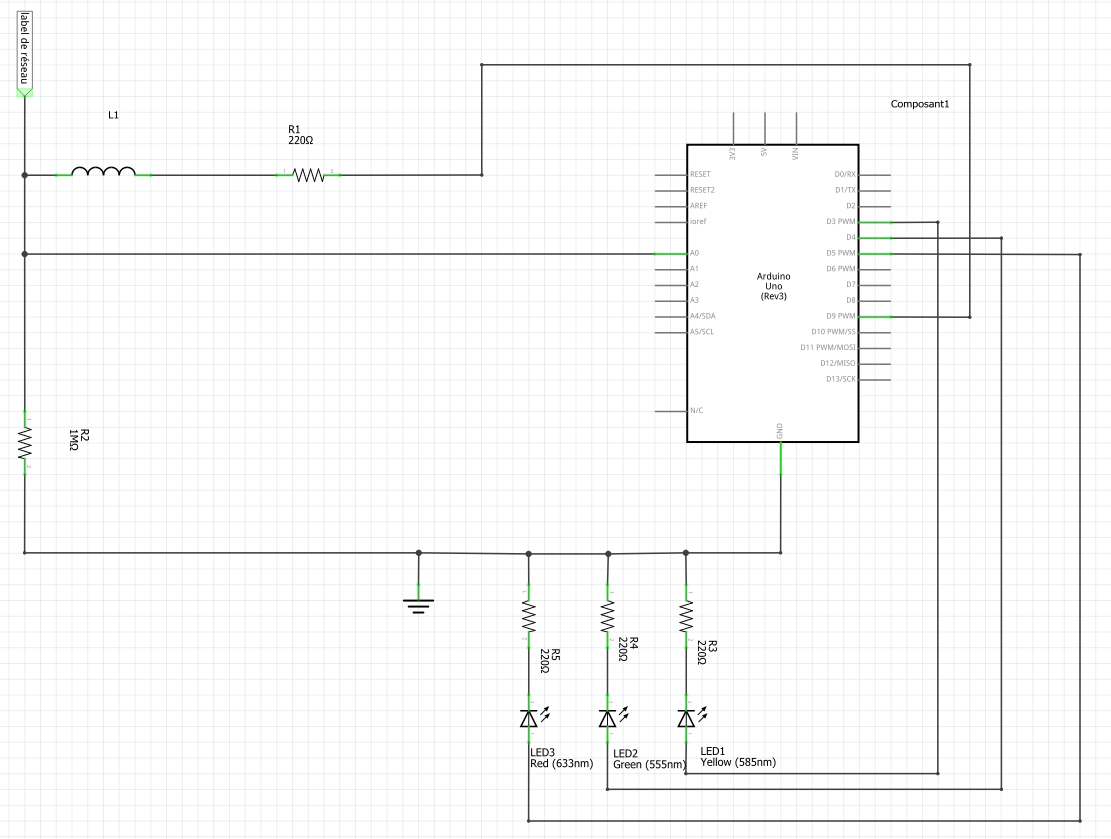 label de réseau
L1
R1
220Ω
1
2
Composant1
3V3
5V
VIN
RESET
RESET2
AREF
ioref
A0
A1
A2
A3
A4/SDA
A5/SCL
N/C
D0/RX
D1/TX
D2
D3 PWM
D4
D5 PWM
D6 PWM
D7
D8
D9 PWM
D10 PWM/SS
D11 PWM/MOSI
D12/MISO
D13/SCK
Arduino
Uno
(Rev3)
GND
R2
1MΩ
R5
220Ω
R4
220Ω
R3
220Ω
LED3
Red (633nm)
LED2
Green (555nm)
LED1
Yellow (585nm)